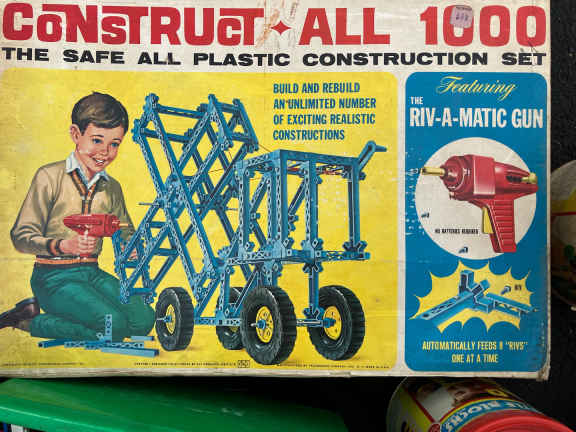 CONSTRUCT ✦ ALL 1000
THE SAFE ALL PLASTIC CONSTRUCTION SET
BUILD AND REBUILD
AN UNLIMITED NUMBER
OF EXCITING REALISTIC
CONSTRUCTIONS
Featuring
THE
RIV-A-MATIC GUN
NO BATTERIES REQUIRED
AUTOMATICALLY FEEDS 8 "RIVS"
ONE AT A TIME
BLOCKS